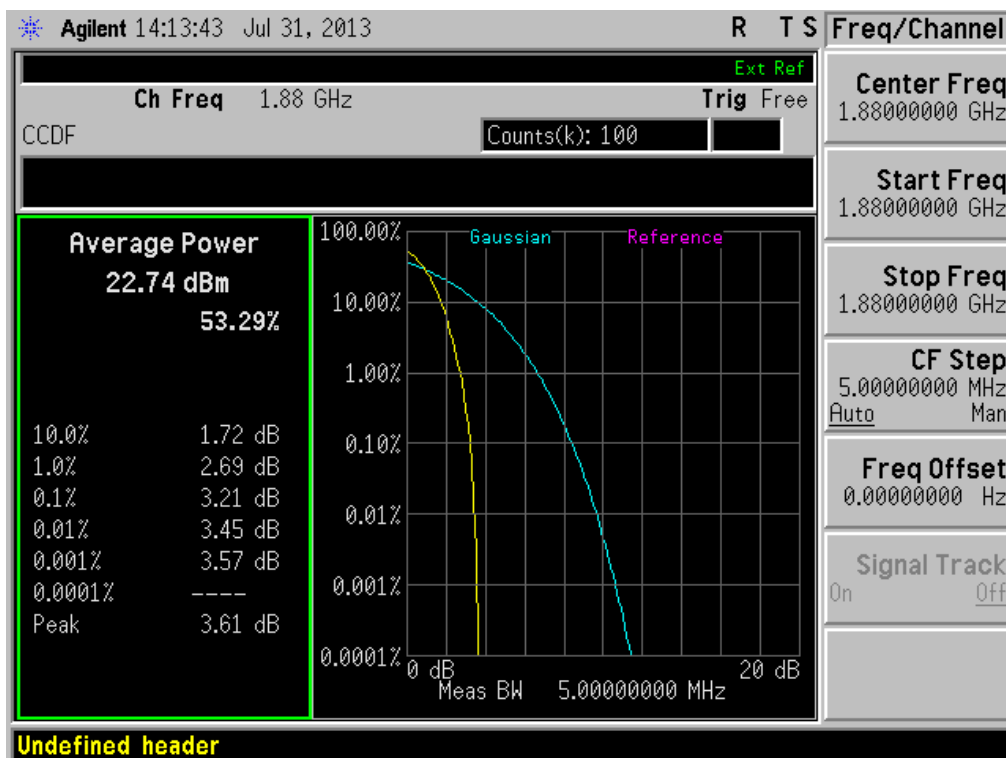 Agilent 14:13:43 Jul 31, 2013 R T S
Ext Ref
Ch Freq 1.88 GHz Trig Free
CCDF Counts(k): 100
Average Power
22.74 dBm
53.29%
10.0% 1.72 dB
1.0% 2.69 dB
0.1% 3.21 dB
0.01% 3.45 dB
0.001% 3.57 dB
0.0001% ----
Peak 3.61 dB
Gaussian Reference
100.00%
10.00%
1.00%
0.10%
0.01%
0.001%
0.0001%
0 dB 20 dB
Meas BW 5.00000000 MHz
Freq/Channel
Center Freq
1.88000000 GHz
Start Freq
1.88000000 GHz
Stop Freq
1.88000000 GHz
CF Step
5.00000000 MHz
Auto Man
Freq Offset
0.00000000 Hz
Signal Track
On Off
Undefined header